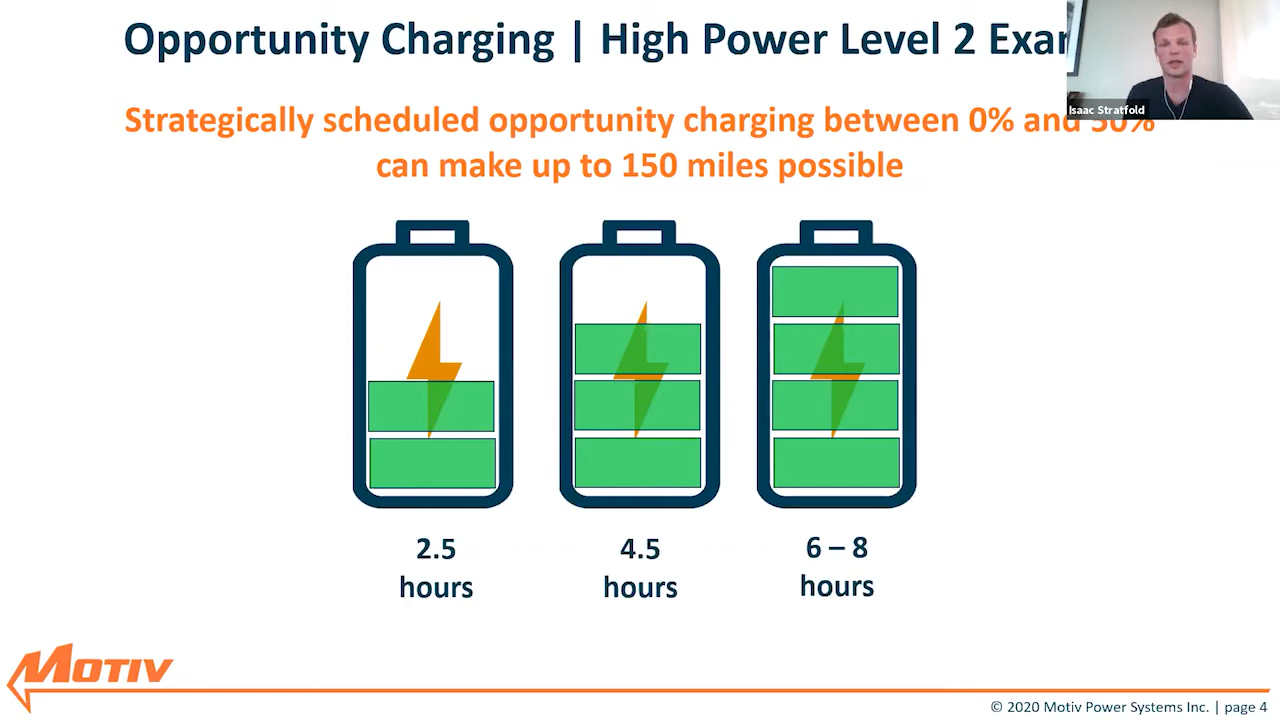 Opportunity Charging | High Power Level 2
Isaac Stratfold
Strategically scheduled opportunity charging between 0% and
can make up to 150 miles possible
2.5
hours
4.5
hours
6 – 8
hours
MOTIV
© 2020 Motiv Power Systems Inc. | page 4